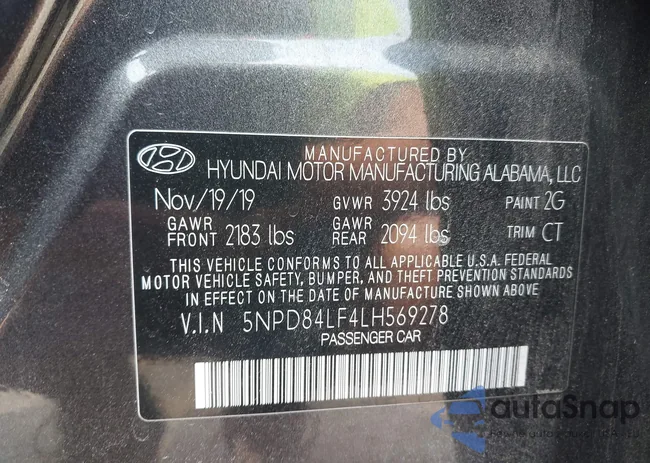 MANUFACTURED BY
HYUNDAI MOTOR MANUFACTURING ALABAMA, LLC
Nov/19/19 GVWR 3924 lbs PAINT 2G
GAWR FRONT 2183 lbs GAWR REAR 2094 lbs TRIM CT
THIS VEHICLE CONFORMS TO ALL APPLICABLE U.S.A. FEDERAL
MOTOR VEHICLE SAFETY, BUMPER, AND THEFT PREVENTION STANDARDS
IN EFFECT ON THE DATE OF MANUFACTURE SHOWN ABOVE
V.I.N 5NPD84LF4LH569278
PASSENGER CAR
autoSnap